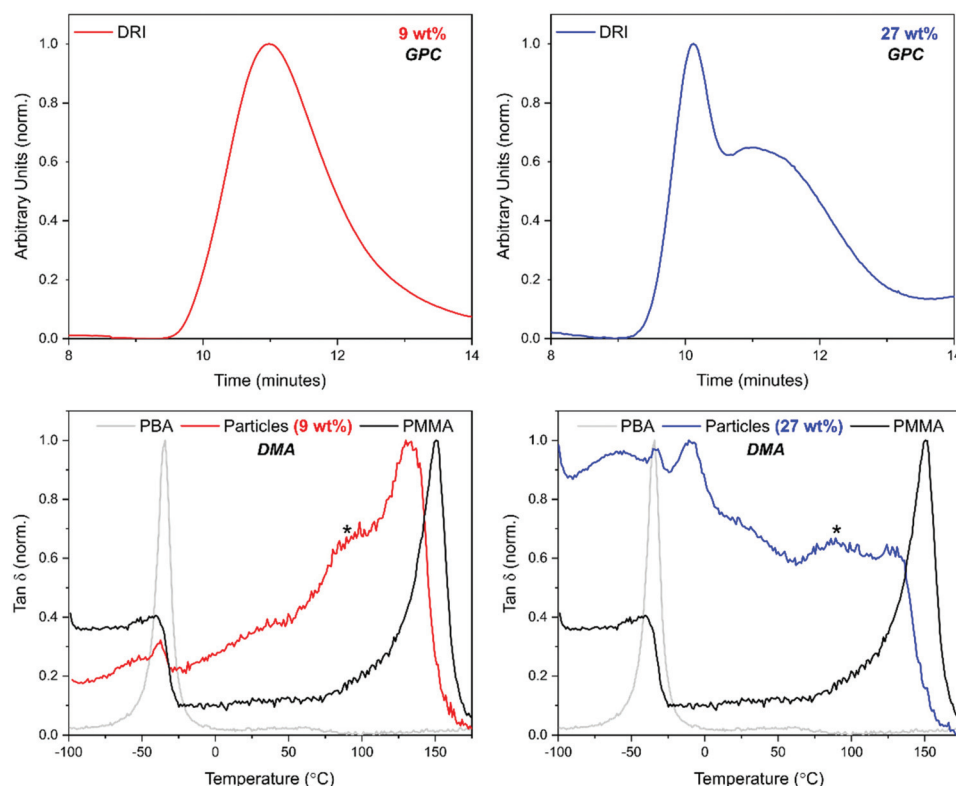 DRI
9 wt%
GPC
Arbitrary Units (norm.)
1.0
0.8
0.6
0.4
0.2
0.0
8 10 12 14
Time (minutes)
DRI
27 wt%
GPC
Arbitrary Units (norm.)
1.0
0.8
0.6
0.4
0.2
0.0
8 10 12 14
Time (minutes)
PBA Particles (9 wt%) PMMA
DMA
*
Tan δ (norm.)
1.0
0.8
0.6
0.4
0.2
0.0
-100 -50 -25 0 25 50 75 100 125 150
Temperature (°C)
PBA Particles (27 wt%) PMMA
DMA
*
Tan δ (norm.)
1.0
0.8
0.6
0.4
0.2
0.0
-100 -50 0 50 100 150
Temperature (°C)